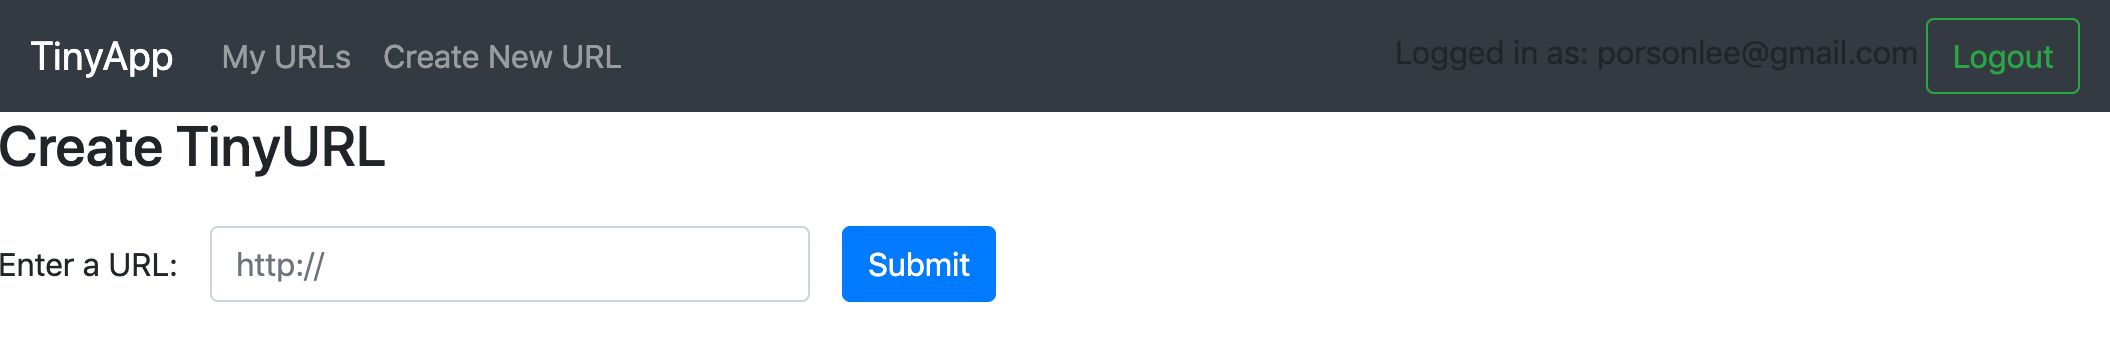 TinyApp My URLs Create New URL Logged in as: porsonlee@gmail.com Logout
Create TinyURL
Enter a URL: http:// Submit